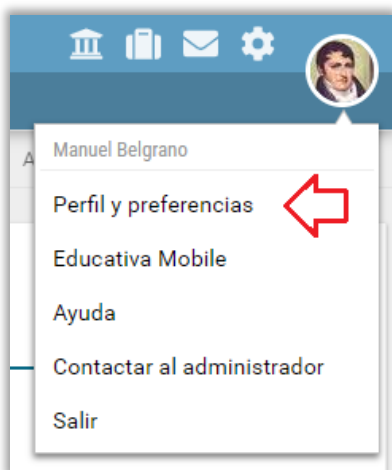 A
Manuel Belgrano
Perfil y preferencias
Educativa Mobile
Ayuda
Contactar al administrador
Salir